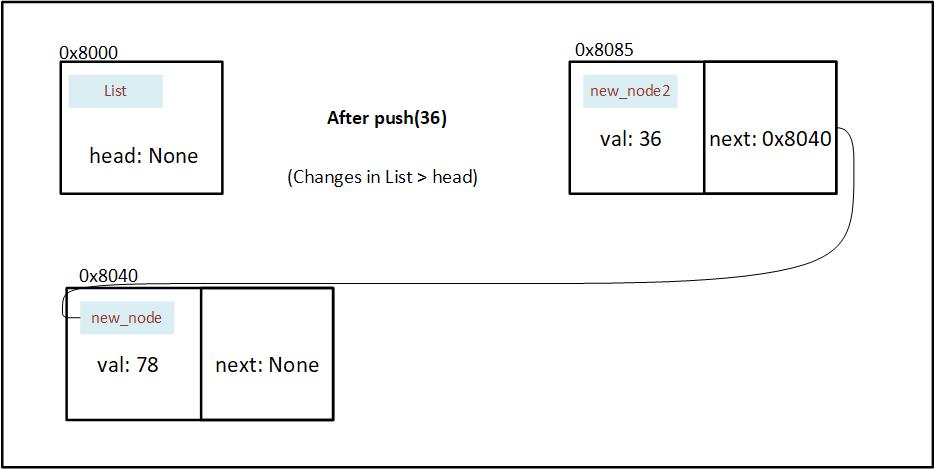 0x8000
List
head: None
After push(36)
(Changes in List > head)
0x8085
new_node2
val: 36
next: 0x8040
0x8040
new_node
val: 78
next: None